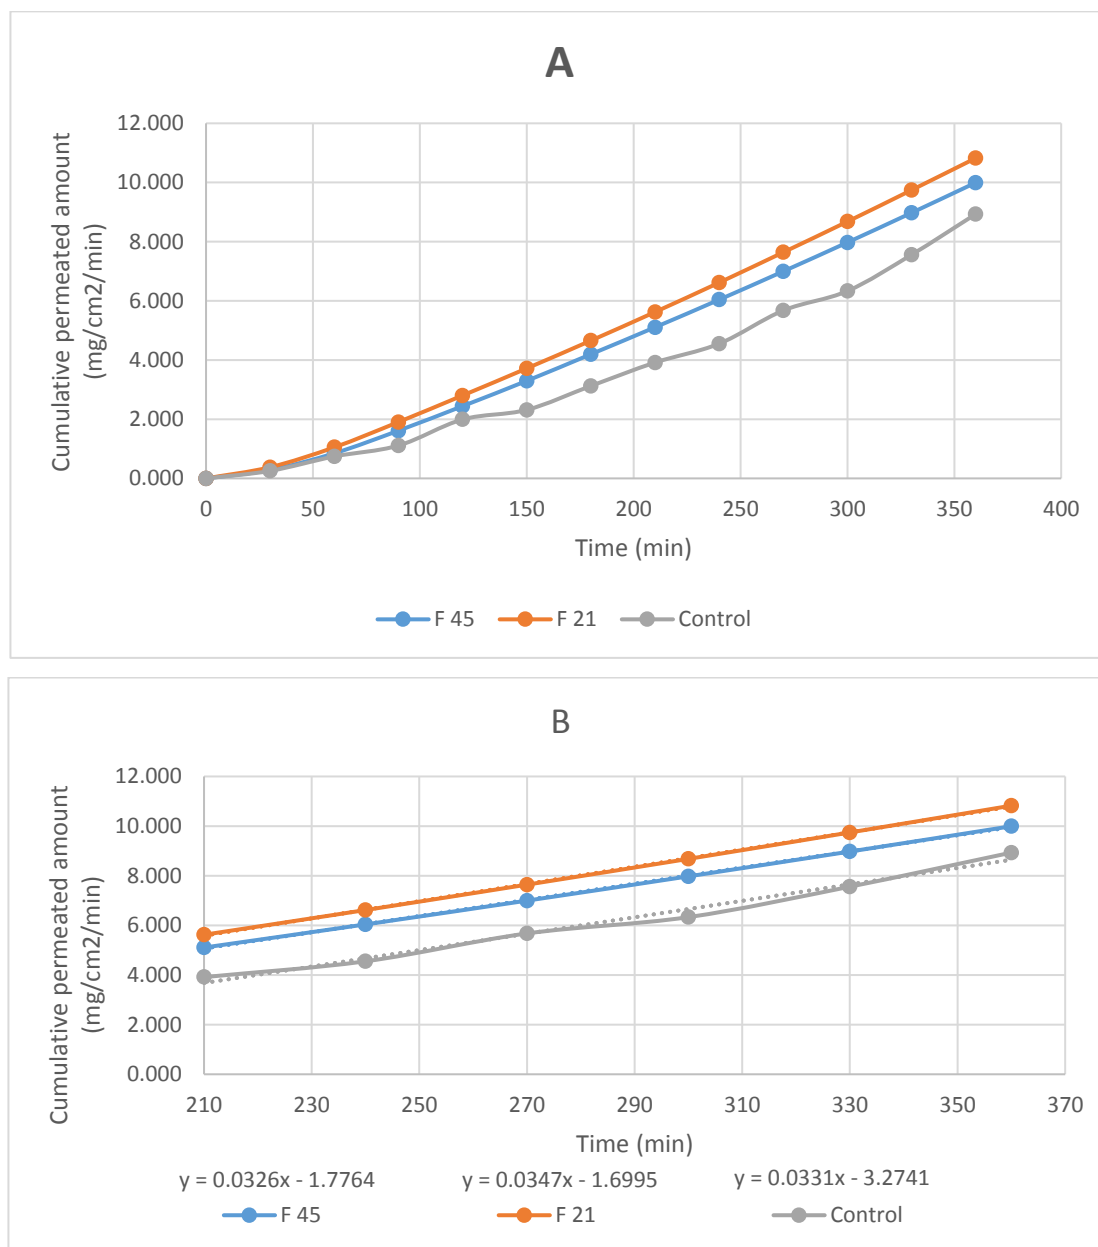 A
Cumulative permeated amount
(mg/cm2/min)
12.000
10.000
8.000
6.000
4.000
2.000
0.000
0 50 100 150 200 250 300 350 400
Time (min)
F 45 F 21 Control
B
Cumulative permeated amount
(mg/cm2/min)
12.000
10.000
8.000
6.000
4.000
2.000
0.000
210 230 250 270 290 310 330 350 370
Time (min)
y = 0.0326x - 1.7764 y = 0.0347x - 1.6995 y = 0.0331x - 3.2741
F 45 F 21 Control